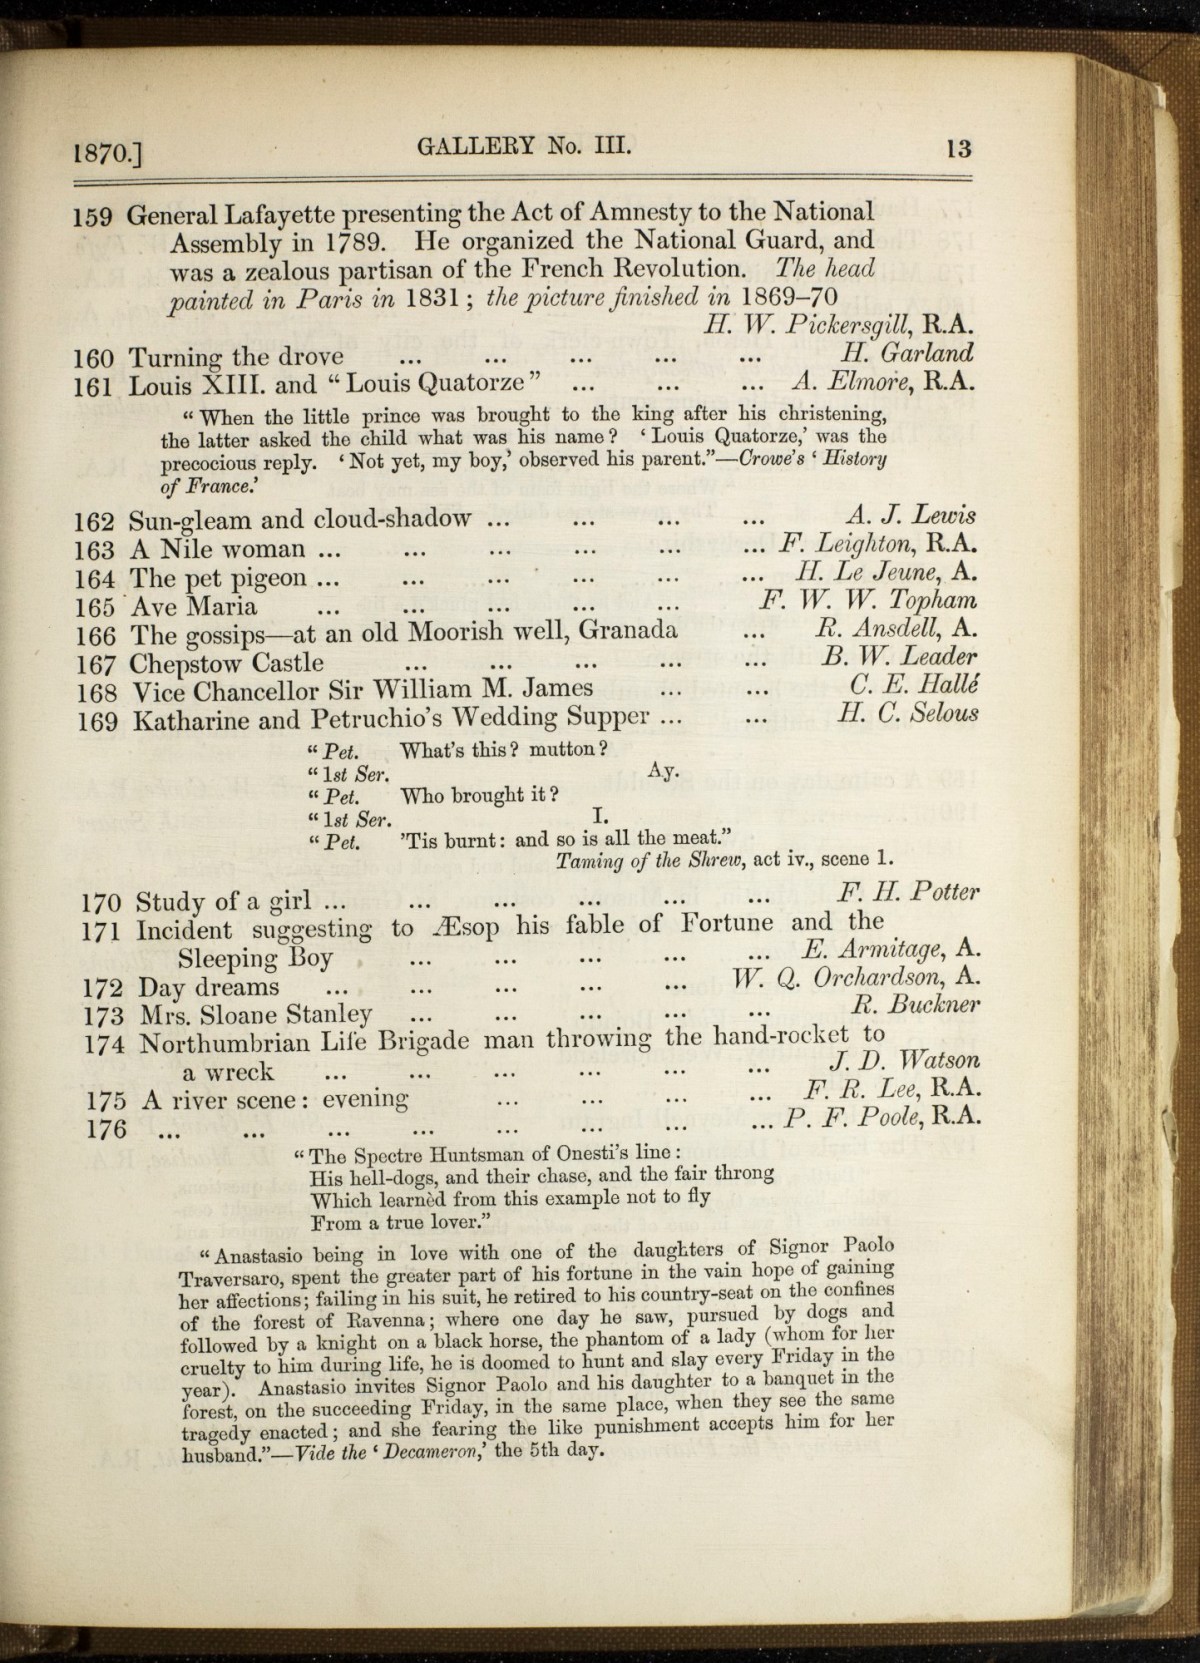 1870.] GALLERY No. III. 13
159 General Lafayette presenting the Act of Amnesty to the National
Assembly in 1789. He organized the National Guard, and
was a zealous partisan of the French Revolution. The head
painted in Paris in 1831; the picture finished in 1869–70
H. W. Pickersgill, R.A.
160 Turning the drove ... ... ... ... ... H. Garland
161 Louis XIII. and “Louis Quatorze” ... ... ... A. Elmore, R.A.
“When the little prince was brought to the king after his christening,
the latter asked the child what was his name? ‘Louis Quatorze,’ was the
precocious reply. ‘Not yet, my boy,’ observed his parent.”—Crowe’s ‘History
of France.’
162 Sun-gleam and cloud-shadow ... ... ... ... A. J. Lewis
163 A Nile woman ... ... ... ... ... ... F. Leighton, R.A.
164 The pet pigeon ... ... ... ... ... ... H. Le Jeune, A.
165 Ave Maria ... ... ... ... ... F. W. W. Topham
166 The gossips—at an old Moorish well, Granada ... R. Ansdell, A.
167 Chepstow Castle ... ... ... ... ... B. W. Leader
168 Vice Chancellor Sir William M. James ... ... C. E. Hallé
169 Katharine and Petruchio’s Wedding Supper ... ... H. C. Selous
“Pet. What’s this? mutton?
“1st Ser. Ay.
“Pet. Who brought it?
“1st Ser. I.
“Pet. ’Tis burnt: and so is all the meat.”
Taming of the Shrew, act iv., scene 1.
170 Study of a girl ... ... ... ... ... ... F. H. Potter
171 Incident suggesting to Æsop his fable of Fortune and the
Sleeping Boy ... ... ... ... ... E. Armitage, A.
172 Day dreams ... ... ... ... ... W. Q. Orchardson, A.
173 Mrs. Sloane Stanley ... ... ... ... ... R. Buckner
174 Northumbrian Life Brigade man throwing the hand-rocket to
a wreck ... ... ... ... ... ... J. D. Watson
175 A river scene: evening ... ... ... ... F. R. Lee, R.A.
176 ... ... ... ... ... ... ... ... P. F. Poole, R.A.
“The Spectre Huntsman of Onesti’s line:
His hell-dogs, and their chase, and the fair throng
Which learnèd from this example not to fly
From a true lover.”
“Anastasio being in love with one of the daughters of Signor Paolo
Traversaro, spent the greater part of his fortune in the vain hope of gaining
her affections; failing in his suit, he retired to his country-seat on the confines
of the forest of Ravenna; where one day he saw, pursued by dogs and
followed by a knight on a black horse, the phantom of a lady (whom for her
cruelty to him during life, he is doomed to hunt and slay every Friday in the
year). Anastasio invites Signor Paolo and his daughter to a banquet in the
forest, on the succeeding Friday, in the same place, when they see the same
tragedy enacted; and she fearing the like punishment accepts him for her
husband.”—Vide the ‘Decameron,’ the 5th day.